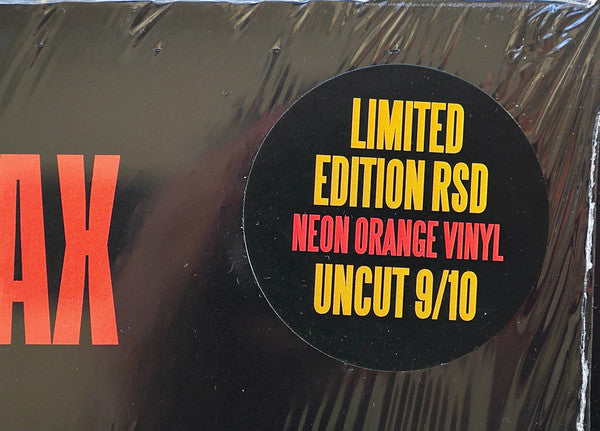 AX
LIMITED
EDITION RSD
NEON ORANGE VINYL
UNCUT 9/10